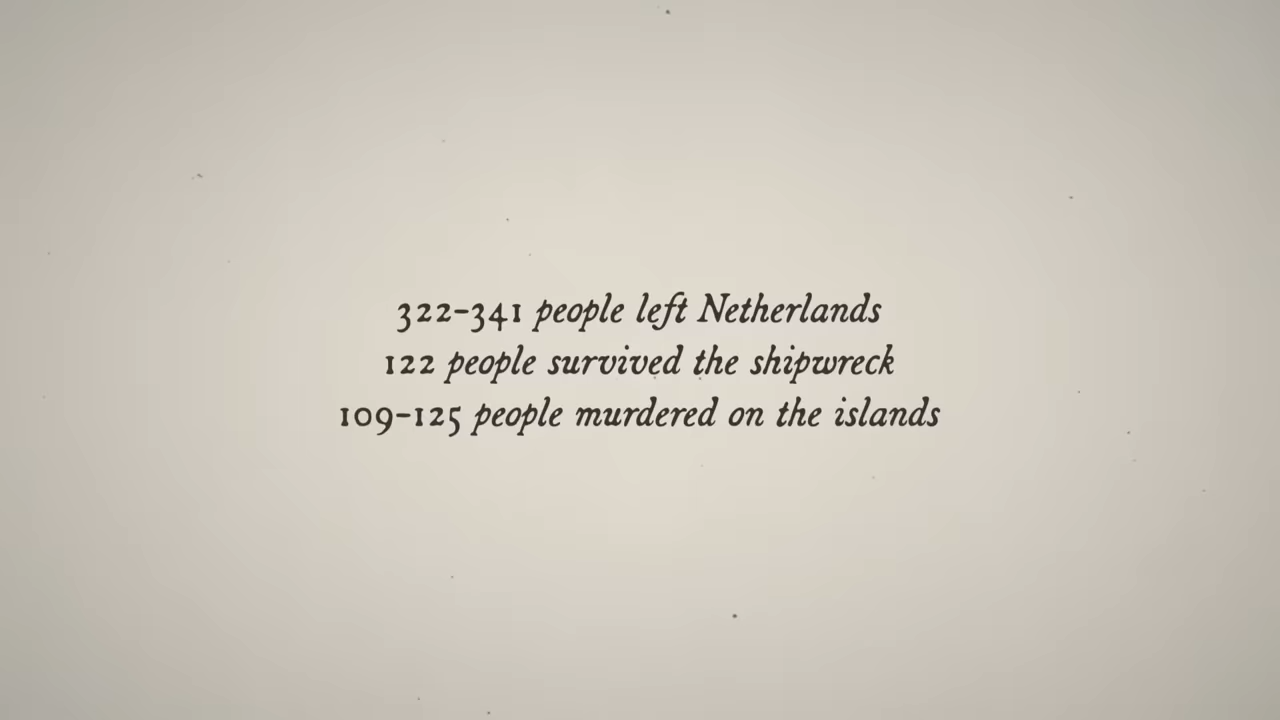 322-341 people left Netherlands
122 people survived the shipwreck
109-125 people murdered on the islands